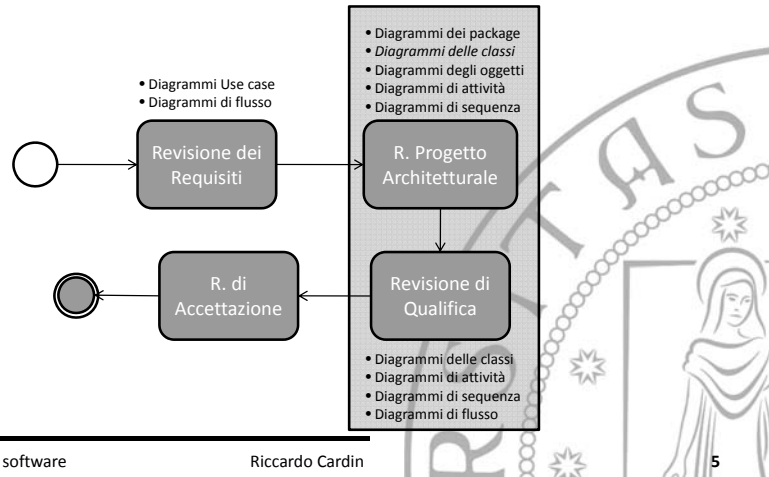 • Diagrammi dei package
• Diagrammi delle classi
• Diagrammi degli oggetti
• Diagrammi di attività
• Diagrammi di sequenza
• Diagrammi Use case
• Diagrammi di flusso
Revisione dei
Requisiti
R. Progetto
Architetturale
R. di
Accettazione
Revisione di
Qualifica
• Diagrammi delle classi
• Diagrammi di attività
• Diagrammi di sequenza
• Diagrammi di flusso
software
Riccardo Cardin
5